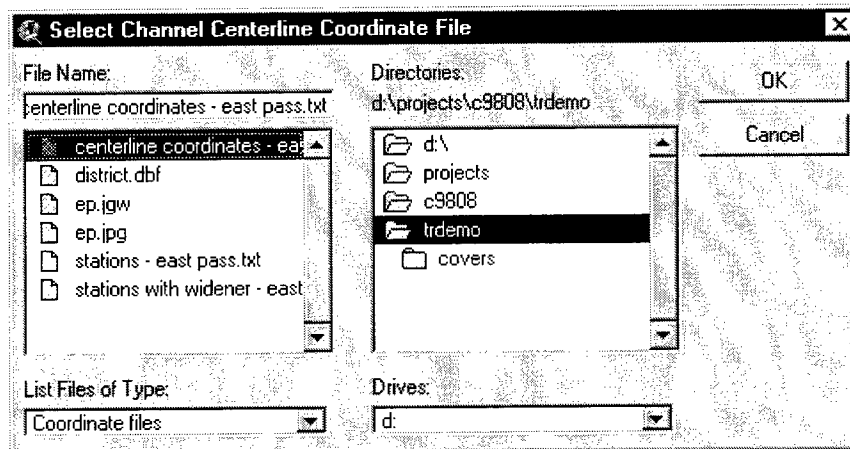 Select Channel Centerline Coordinate File
File Name:
centerline coordinates - east pass.txt
centerline coordinates - eas
district.dbf
ep.jgw
ep.jpg
stations - east pass.txt
stations with widener - east
List Files of Type:
Coordinate files
Directories:
d:\projects\c9808\trdemo
d:\
projects
c9808
trdemo
covers
Drives:
d:
OK
Cancel